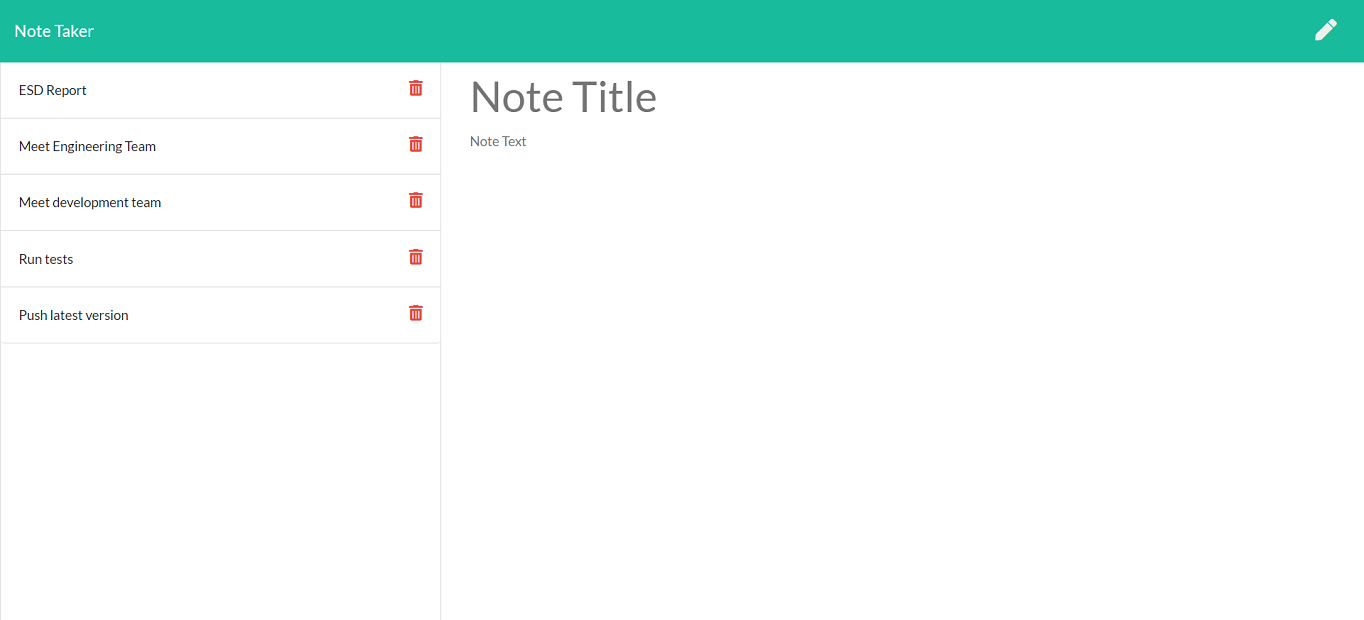 Note Taker
ESD Report
Meet Engineering Team
Meet development team
Run tests
Push latest version
Note Title
Note Text